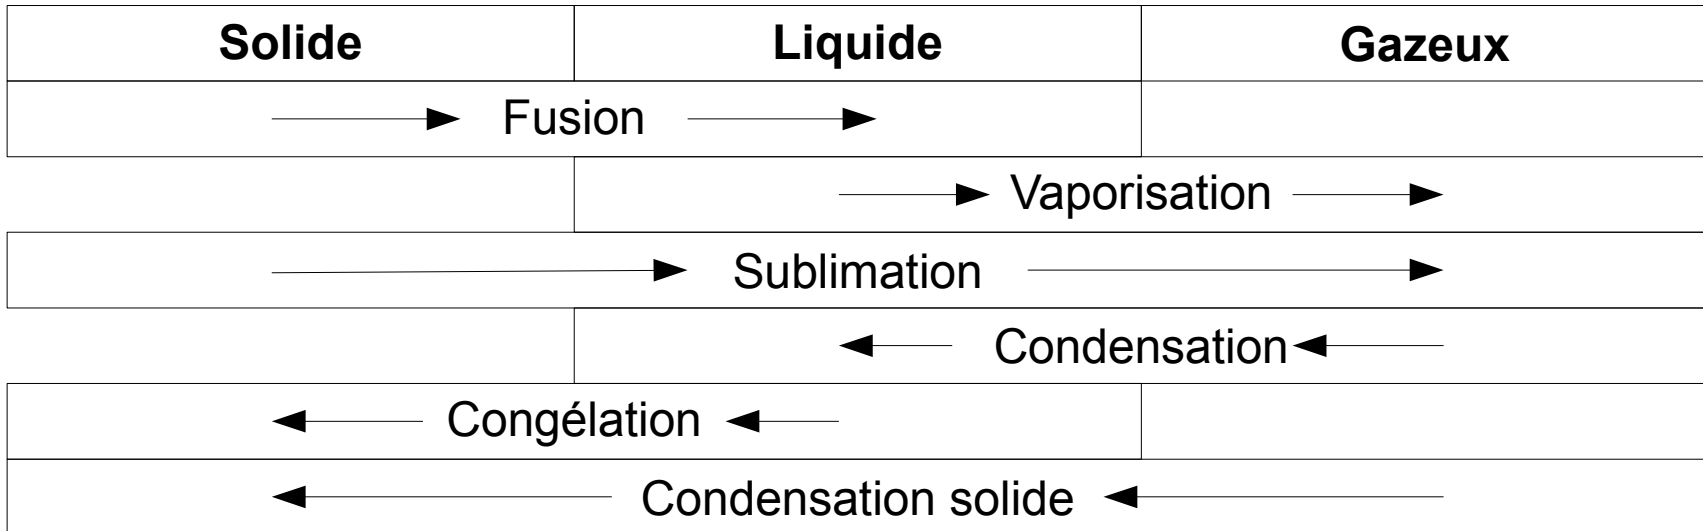 Solide Liquide Gazeux
Fusion
Vaporisation
Sublimation
Condensation
Congélation
Condensation solide